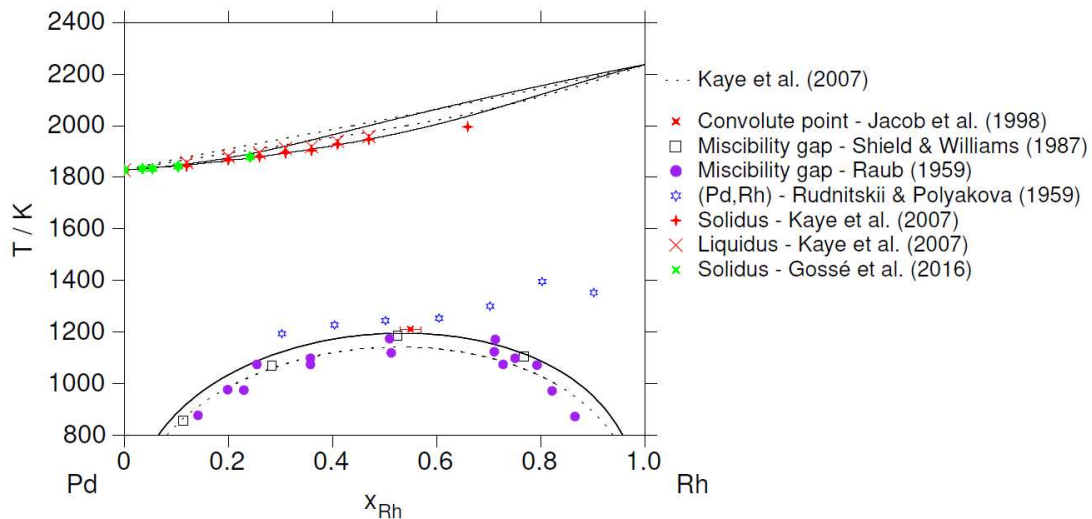 2400
2200
2000
1800
1600
1400
1200
1000
800
T / K
0
0.2
0.4
0.6
0.8
1.0
Pd
Rh
xRh
Kaye et al. (2007)
Convolute point - Jacob et al. (1998)
Miscibility gap - Shield & Williams (1987)
Miscibility gap - Raub (1959)
(Pd,Rh) - Rudnitskii & Polyakova (1959)
Solidus - Kaye et al. (2007)
Liquidus - Kaye et al. (2007)
Solidus - Gossé et al. (2016)